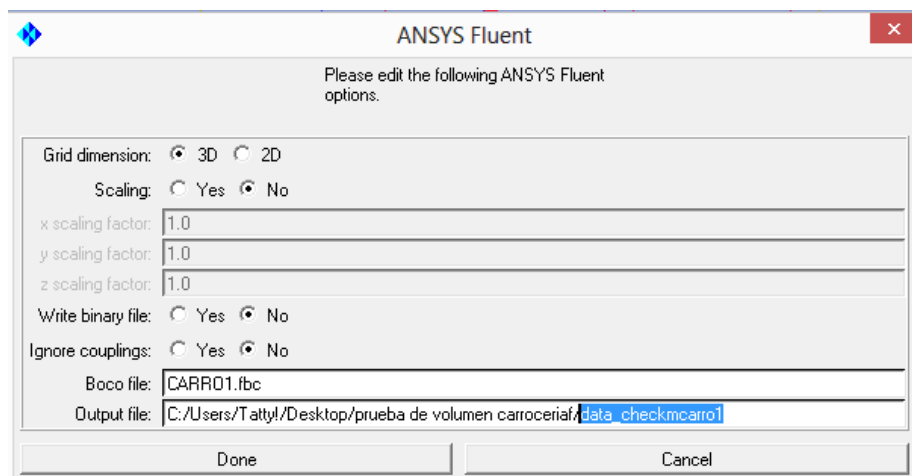 ANSYS Fluent
Please edit the following ANSYS Fluent
options.
Grid dimension: 3D 2D
Scaling: Yes No
x scaling factor: 1.0
y scaling factor: 1.0
z scaling factor: 1.0
Write binary file: Yes No
Ignore couplings: Yes No
Boco file: CARRO1.fbc
Output file: C:/Users/Tatty!/Desktop/prueba de volumen carroceriaf/data_checkmcarro1
Done Cancel